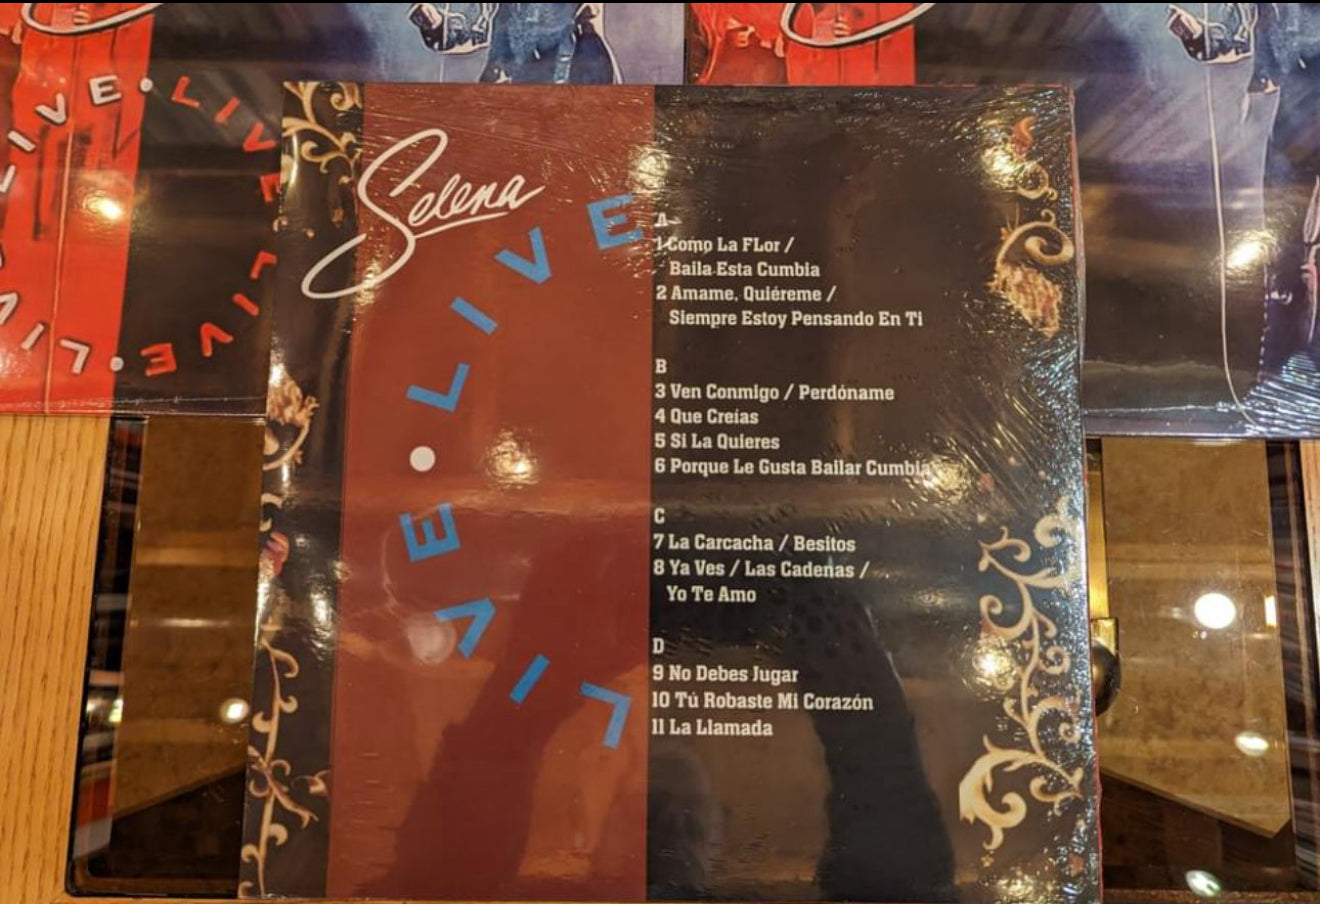 LIVE • LIVE
LIVE
LIVE •
Selena
LIVE • LIVE
A
1 Como La FLor /
Baila Esta Cumbia
2 Amame, Quiéreme /
Siempre Estoy Pensando En Ti
B
3 Ven Conmigo / Perdóname
4 Que Creías
5 Si La Quieres
6 Porque Le Gusta Bailar Cumbia
C
7 La Carcacha / Besitos
8 Ya Ves / Las Cadenas /
Yo Te Amo
D
9 No Debes Jugar
10 Tú Robaste Mi Corazón
11 La Llamada